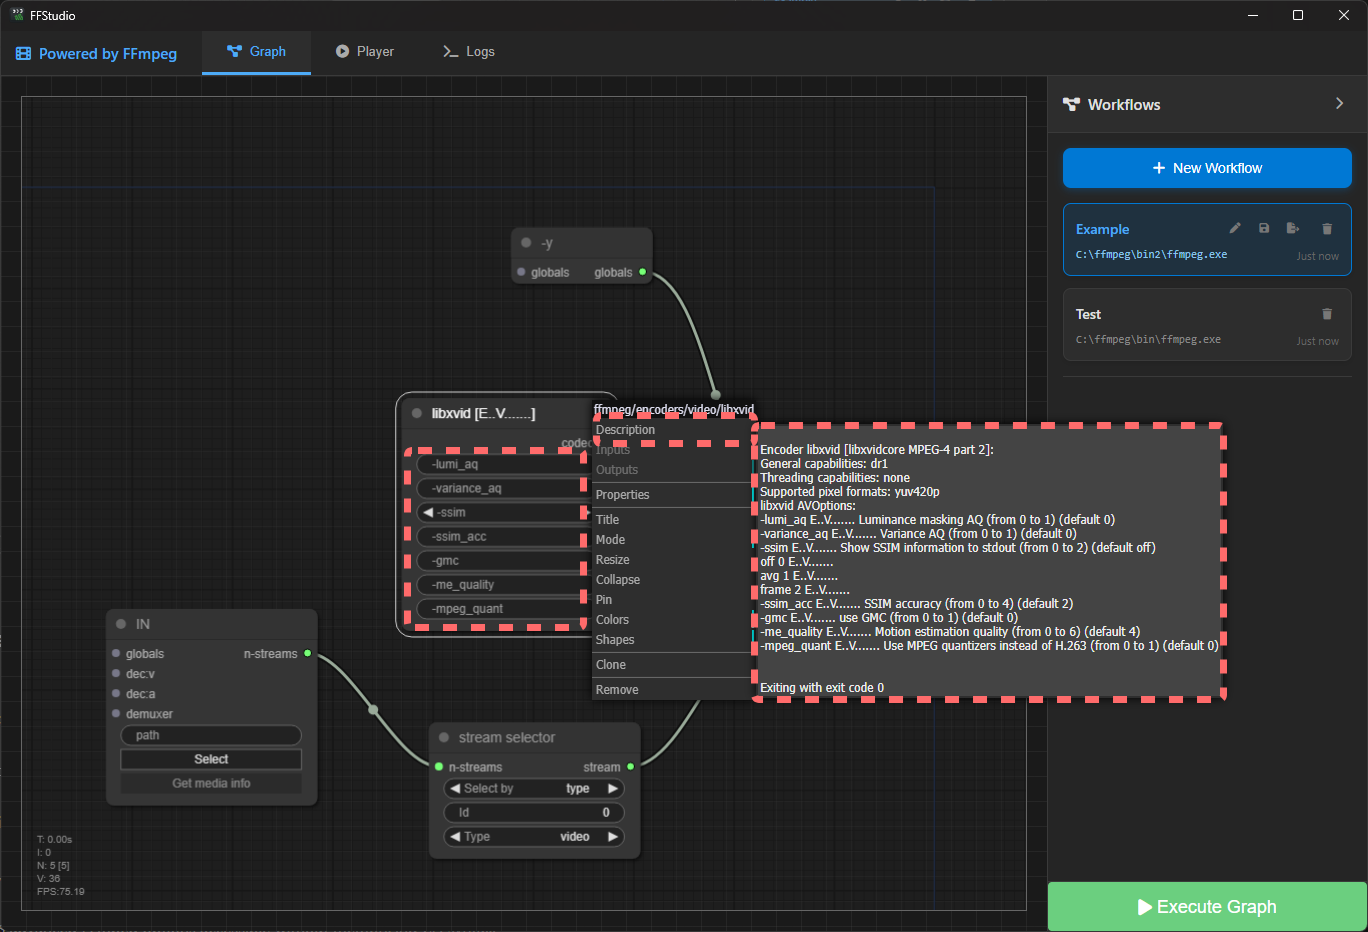 FFStudio
Powered by FFmpeg
Graph
Player
Logs
Workflows
New Workflow
Example
C:\ffmpeg\bin2\ffmpeg.exe
Just now
Test
C:\ffmpeg\bin\ffmpeg.exe
Just now
-y
globals
globals
libxvid [E..V.......]
codec
-lumi_aq
-variance_aq
-ssim
-ssim_acc
-gmc
-me_quality
-mpeg_quant
ffmpeg/encoders/video/libxvid
Description
Inputs
Outputs
Properties
Title
Mode
Resize
Collapse
Pin
Colors
Shapes
Clone
Remove
Encoder libxvid [libxvidcore MPEG-4 part 2]:
General capabilities: dr1
Threading capabilities: none
Supported pixel formats: yuv420p
libxvid AVOptions:
-lumi_aq E..V....... Luminance masking AQ (from 0 to 1) (default 0)
-variance_aq E..V....... Variance AQ (from 0 to 1) (default 0)
-ssim E..V....... Show SSIM information to stdout (from 0 to 2) (default off)
off 0 E..V.......
avg 1 E..V.......
frame 2 E..V.......
-ssim_acc E..V....... SSIM accuracy (from 0 to 4) (default 2)
-gmc E..V....... use GMC (from 0 to 1) (default 0)
-me_quality E..V....... Motion estimation quality (from 0 to 6) (default 4)
-mpeg_quant E..V....... Use MPEG quantizers instead of H.263 (from 0 to 1) (default 0)
Exiting with exit code 0
IN
globals
n-streams
dec:v
dec:a
demuxer
path
Select
Get media info
stream selector
n-streams
stream
Select by
type
Id
0
Type
video
T: 0.00s
I: 0
N: 5 [5]
V: 36
FPS:75.19
Execute Graph